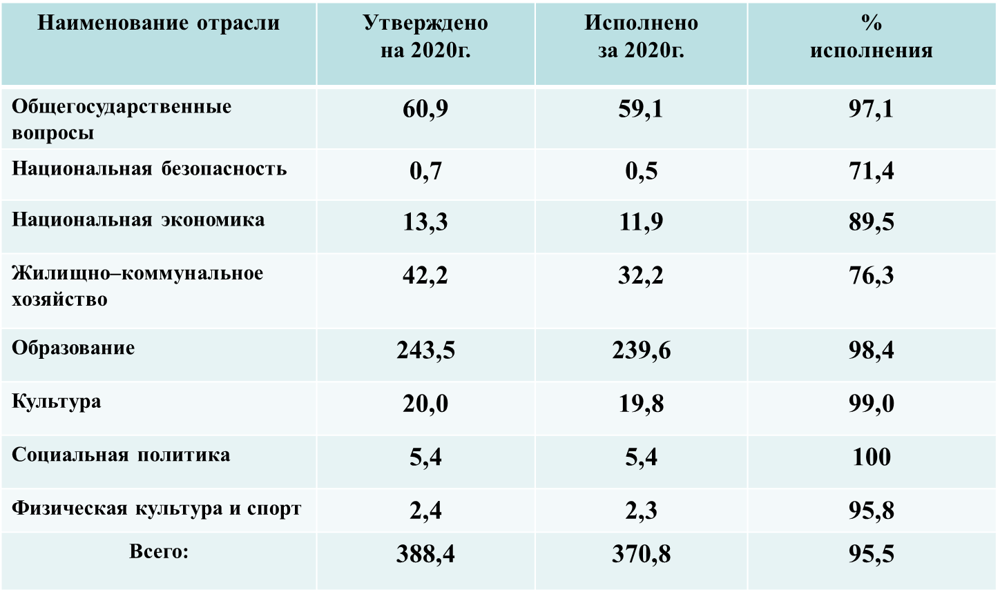 Наименование отрасли
Утверждено
на 2020г.
Исполнено
за 2020г.
%
исполнения
Общегосударственные
вопросы
60,9
59,1
97,1
Национальная безопасность
0,7
0,5
71,4
Национальная экономика
13,3
11,9
89,5
Жилищно–коммунальное
хозяйство
42,2
32,2
76,3
Образование
243,5
239,6
98,4
Культура
20,0
19,8
99,0
Социальная политика
5,4
5,4
100
Физическая культура и спорт
2,4
2,3
95,8
Всего:
388,4
370,8
95,5